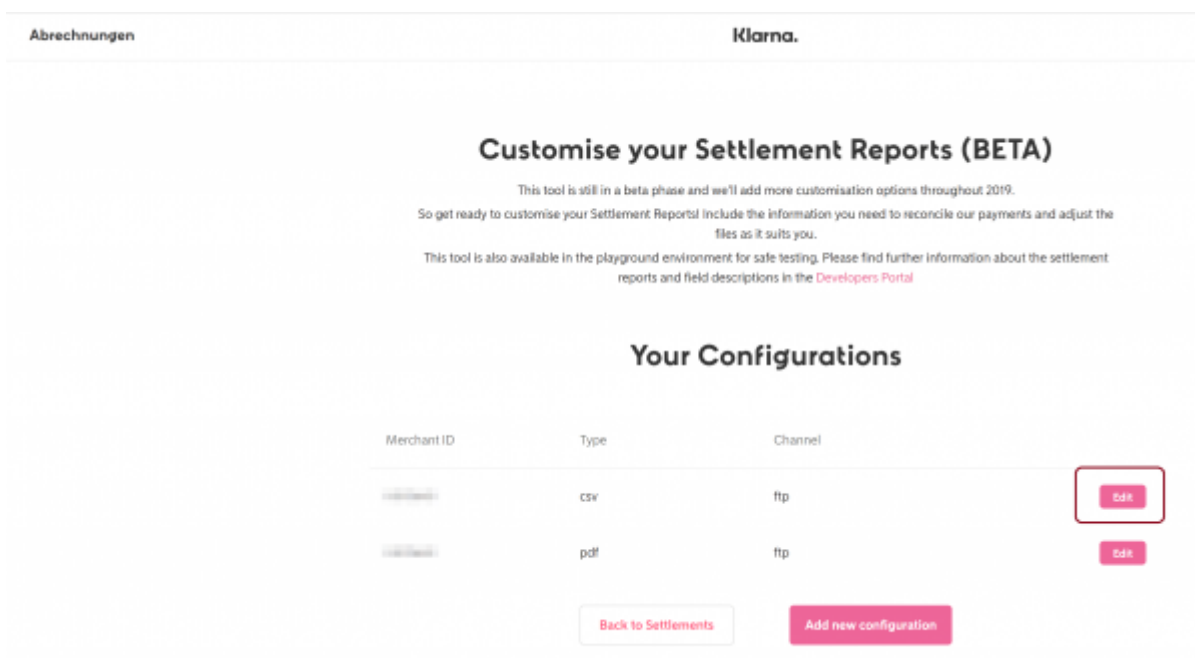 Abrechnungen
Klarna.
Customise your Settlement Reports (BETA)
This tool is still in a beta phase and we'll add more customisation options throughout 2019.
So get ready to customise your Settlement Reports! Include the information you need to reconcile our payments and adjust the
files as it suits you.
This tool is also available in the playground environment for safe testing. Please find further information about the settlement
reports and field descriptions in the Developers Portal
Your Configurations
Merchant ID Type Channel
csv ftp Edit
pdf ftp Edit
Back to Settlements Add new configuration